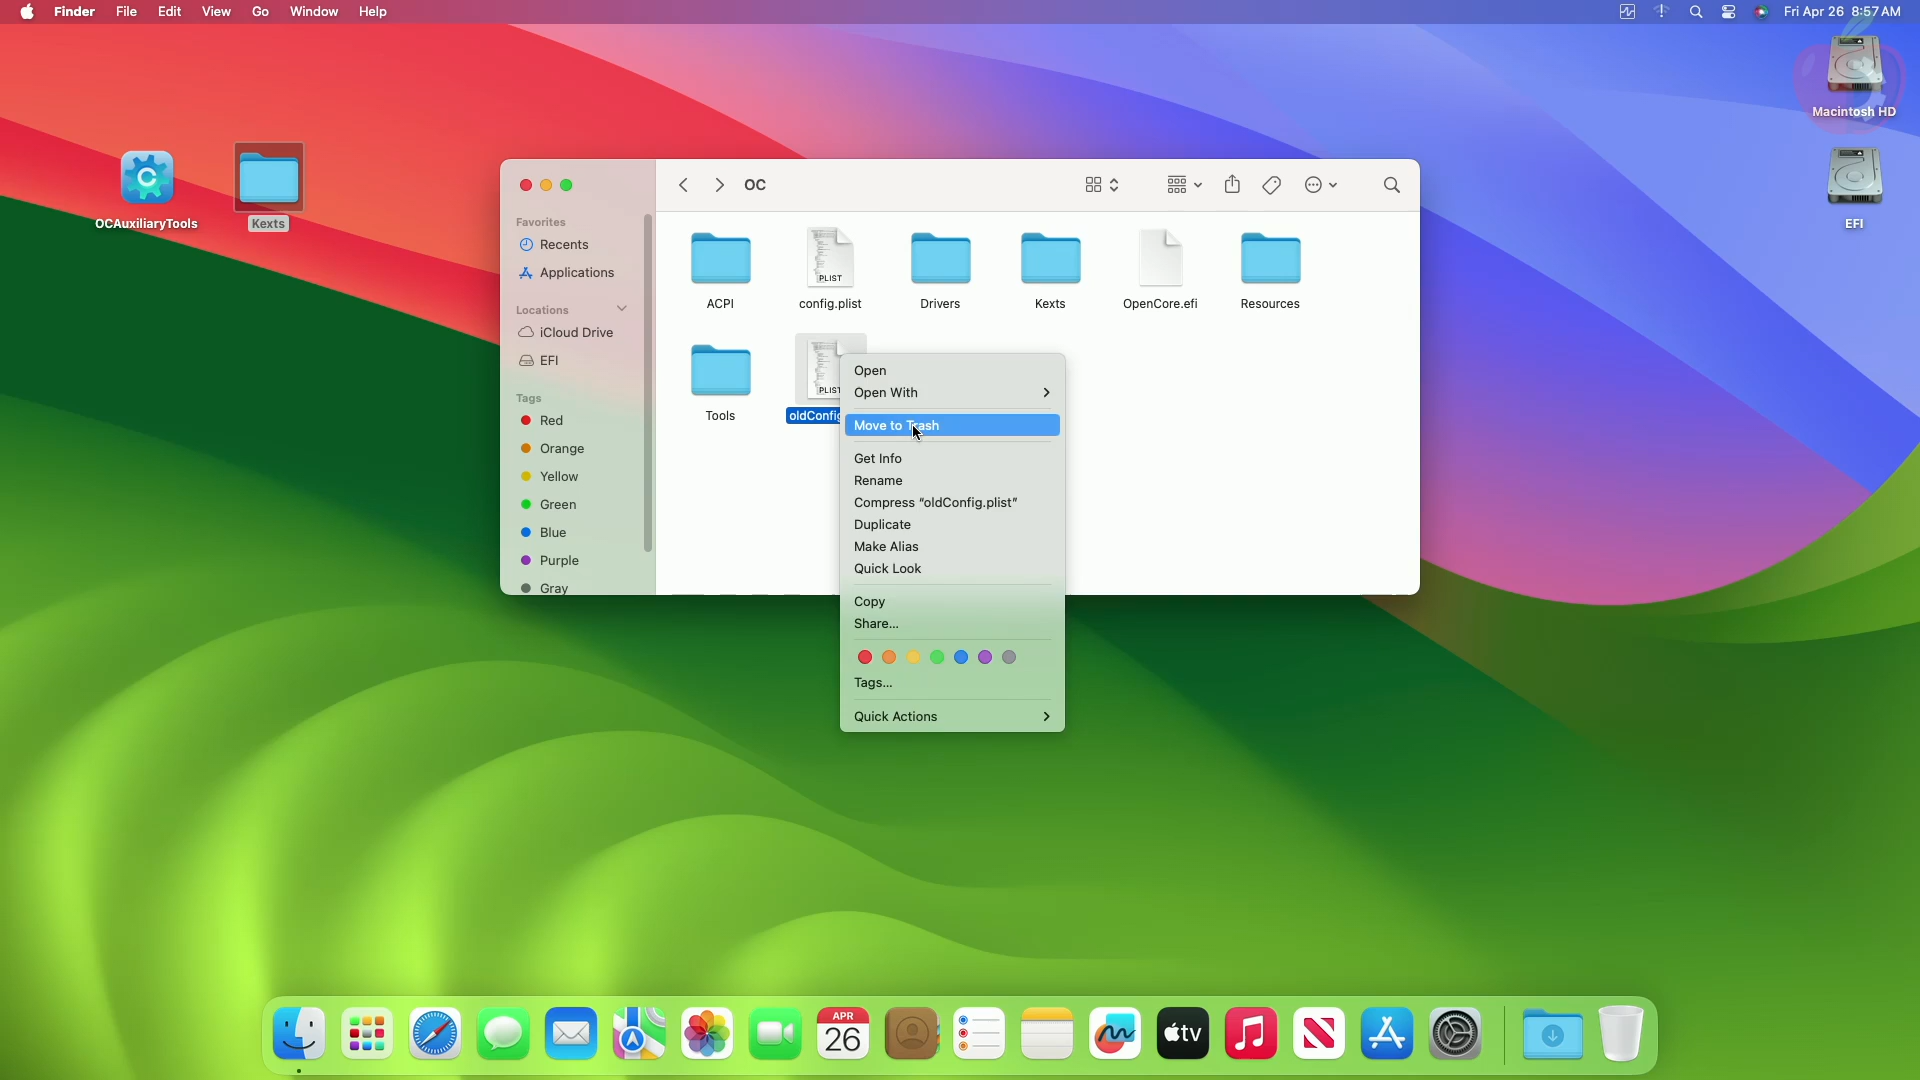 Finder File Edit View Go Window Help
Fri Apr 26 8:57 AM
Macintosh HD
EFI
OCAuxiliaryTools
Kexts
OC
Favorites
Recents
Applications
Locations
iCloud Drive
EFI
Tags
Red
Orange
Yellow
Green
Blue
Purple
Gray
PLIST
ACPI config.plist Drivers Kexts OpenCore.efi Resources
PLIST
Tools oldConfig
Open
Open With
Move to Trash
Get Info
Rename
Compress “oldConfig.plist”
Duplicate
Make Alias
Quick Look
Copy
Share...
Tags...
Quick Actions
APR
26
tv